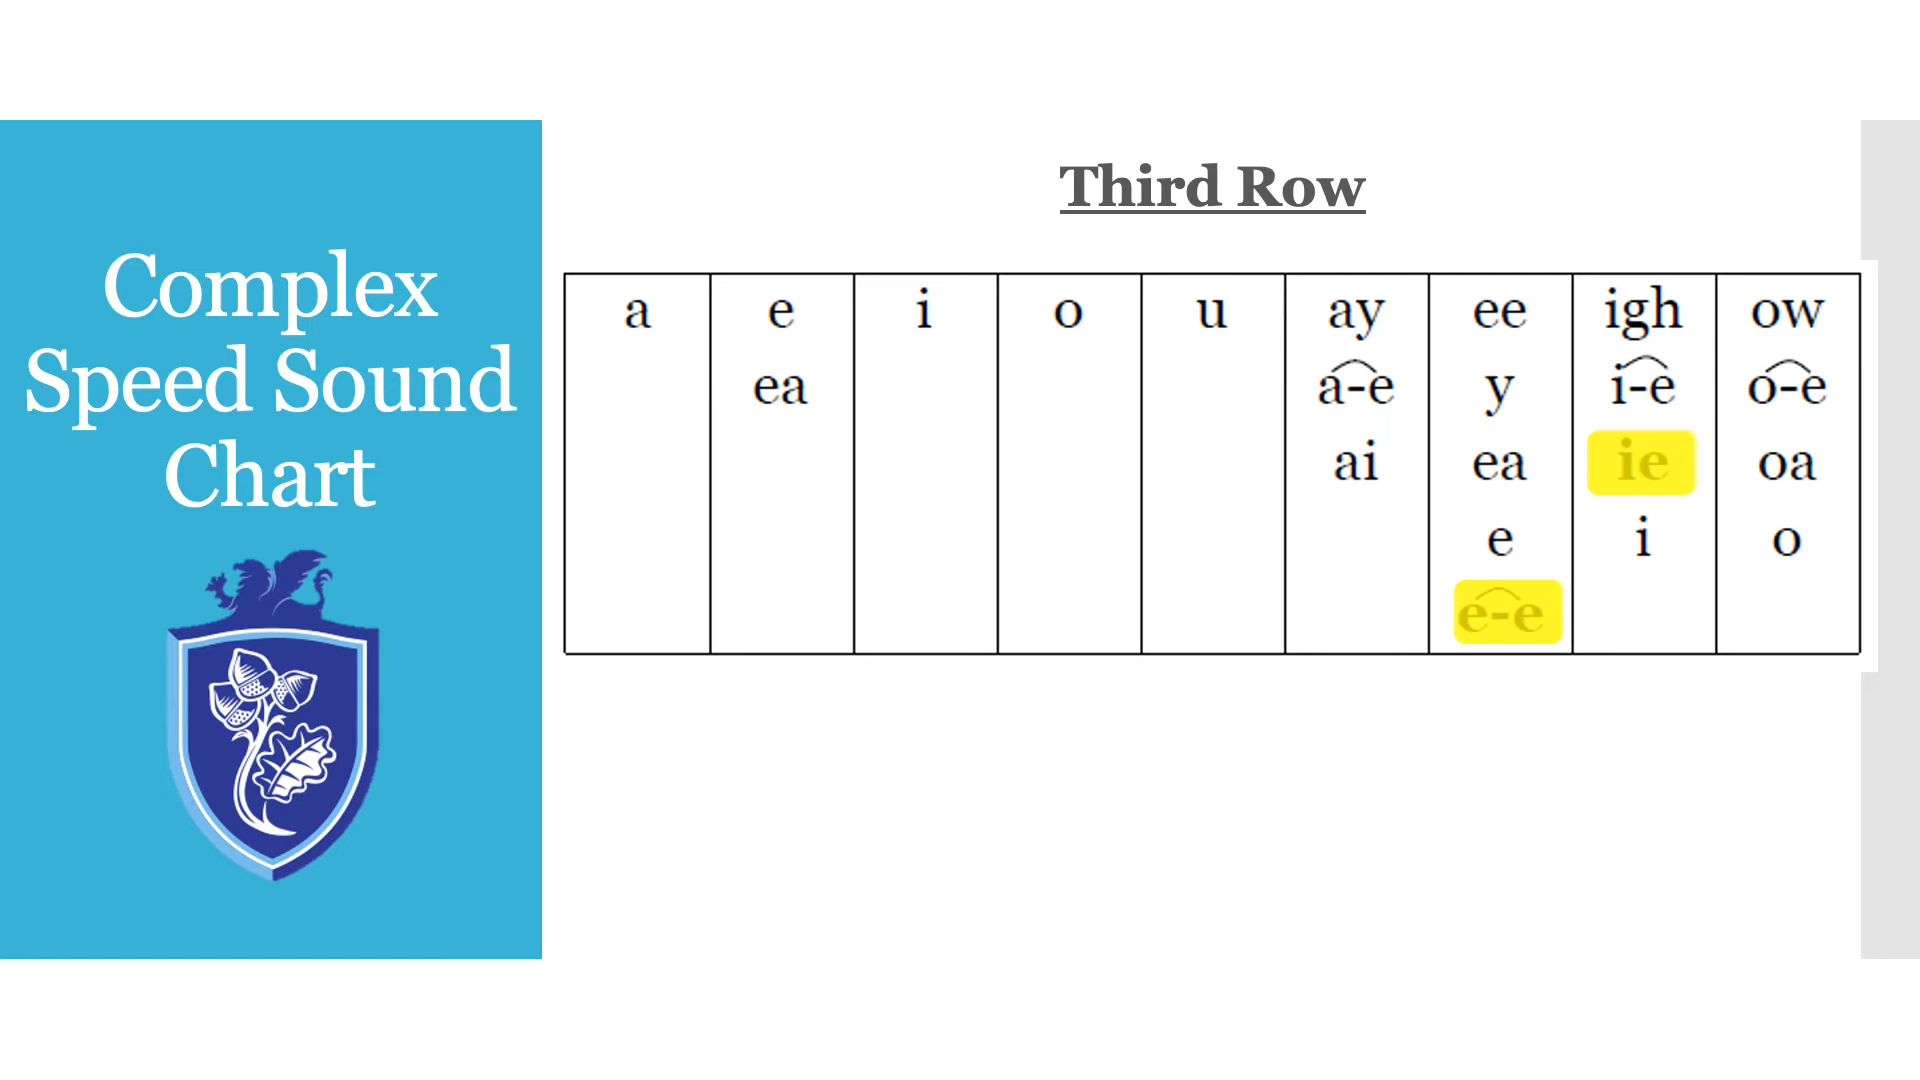 Complex
Speed Sound
Chart
Third Row
a e i o u ay ee igh ow
ea a-e y i-e o-e
ai ea ie oa
e i o
e-e